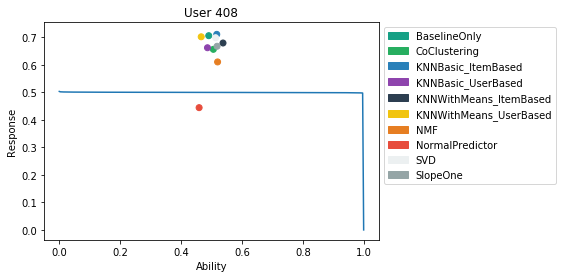 User 408
0.7
0.6
0.5
0.4
0.3
0.2
0.1
0.0
Response
0.0 0.2 0.4 0.6 0.8 1.0
Ability
BaselineOnly
CoClustering
KNNBasic_ItemBased
KNNBasic_UserBased
KNNWithMeans_ItemBased
KNNWithMeans_UserBased
NMF
NormalPredictor
SVD
SlopeOne